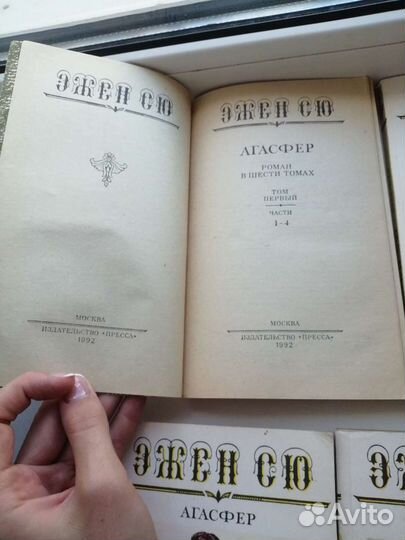 ЭЖЕН СЮ
МОСКВА
ИЗДАТЕЛЬСТВО «ПРЕССА»
1992
ЭЖЕН СЮ
АГАСФЕР
РОМАН
В ШЕСТИ ТОМАХ
ТОМ
ПЕРВЫЙ
ЧАСТИ
1-4
МОСКВА
ИЗДАТЕЛЬСТВО «ПРЕССА»
1992
ЭЖЕН СЮ
АГАСФЕР
Avito